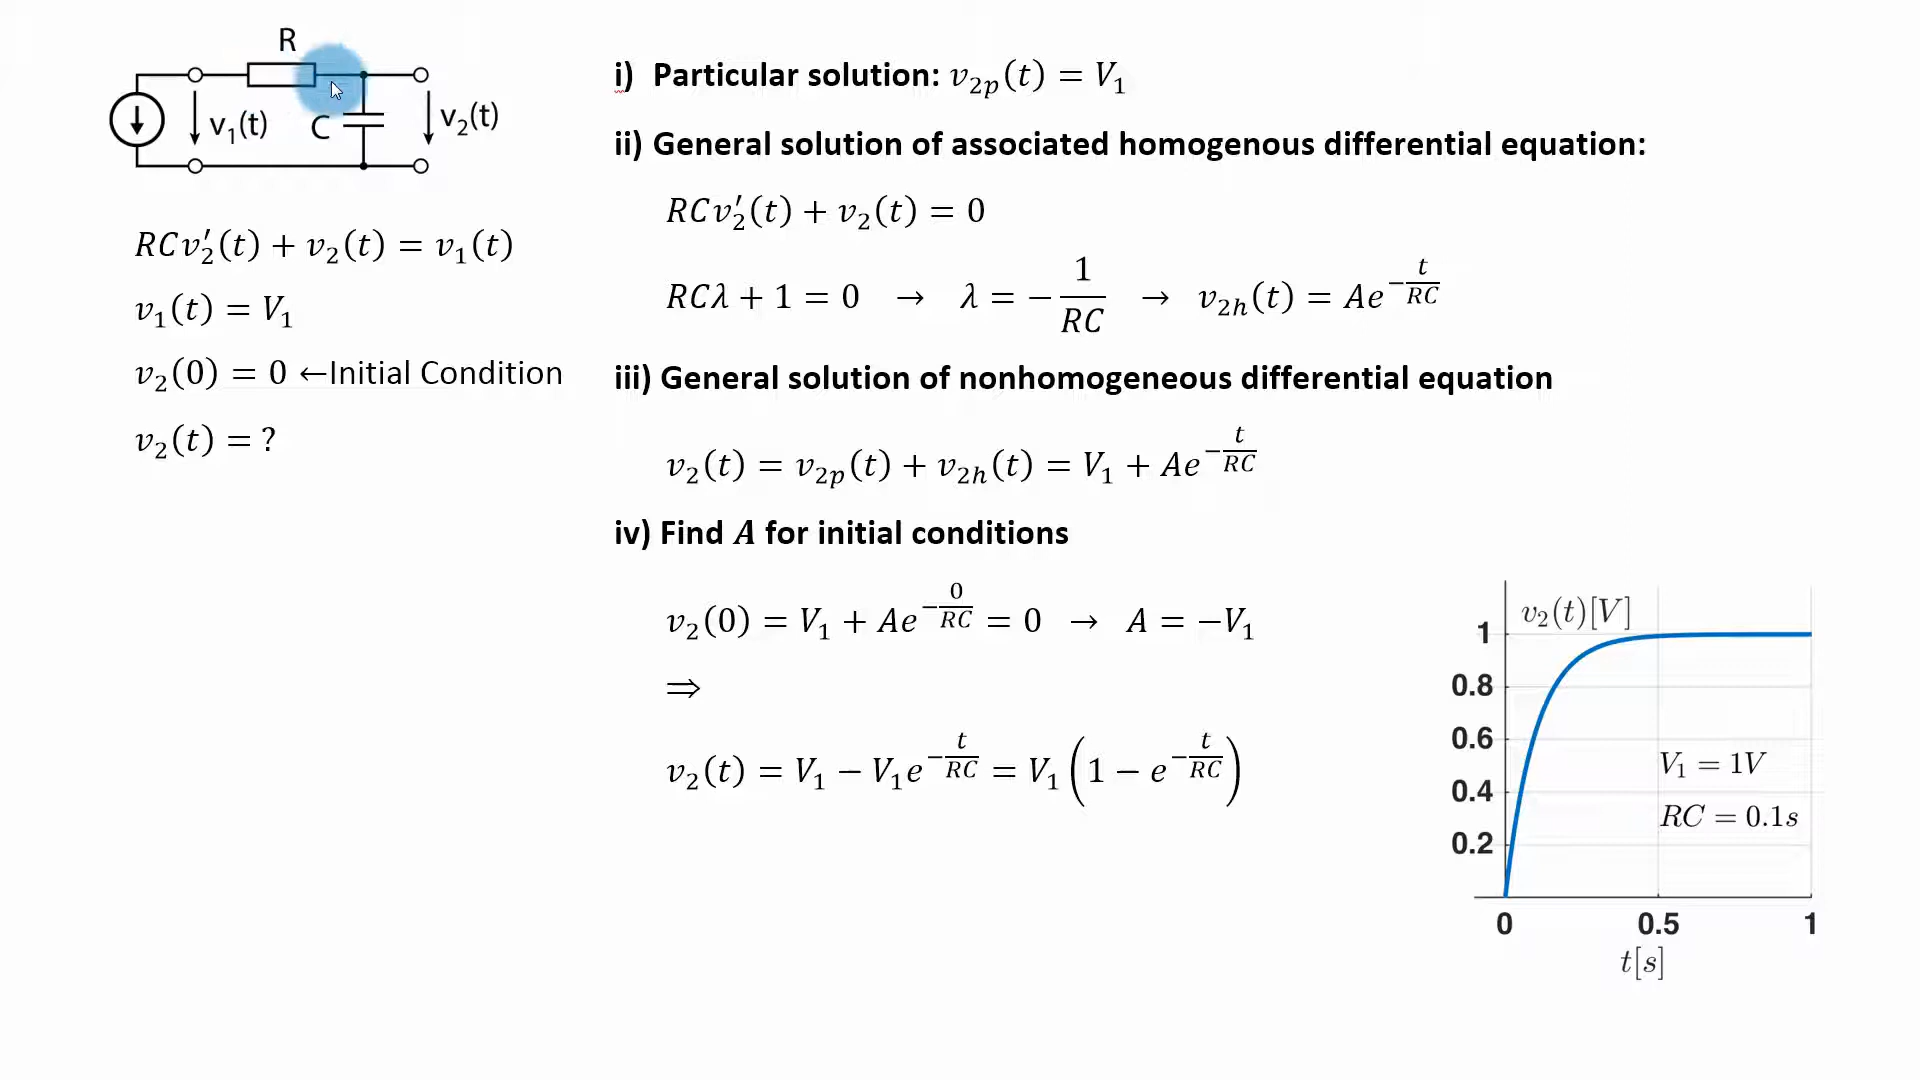 R
v₁(t)
C
v₂(t)
RCv₂′(t) + v₂(t) = v₁(t)
v₁(t) = V₁
v₂(0) = 0 ←Initial Condition
v₂(t) = ?
i) Particular solution: v₂ₚ(t) = V₁
ii) General solution of associated homogenous differential equation:
RCv₂′(t) + v₂(t) = 0
RCλ + 1 = 0 → λ = −1/RC → v₂ₕ(t) = Ae^(−t/RC)
iii) General solution of nonhomogeneous differential equation
v₂(t) = v₂ₚ(t) + v₂ₕ(t) = V₁ + Ae^(−t/RC)
iv) Find A for initial conditions
v₂(0) = V₁ + Ae^(−0/RC) = 0 → A = −V₁
⇒
v₂(t) = V₁ − V₁e^(−t/RC) = V₁(1 − e^(−t/RC))
v₂(t)[V]
1
0.8
0.6
V₁ = 1V
0.4
RC = 0.1s
0.2
0 0.5 1
t[s]